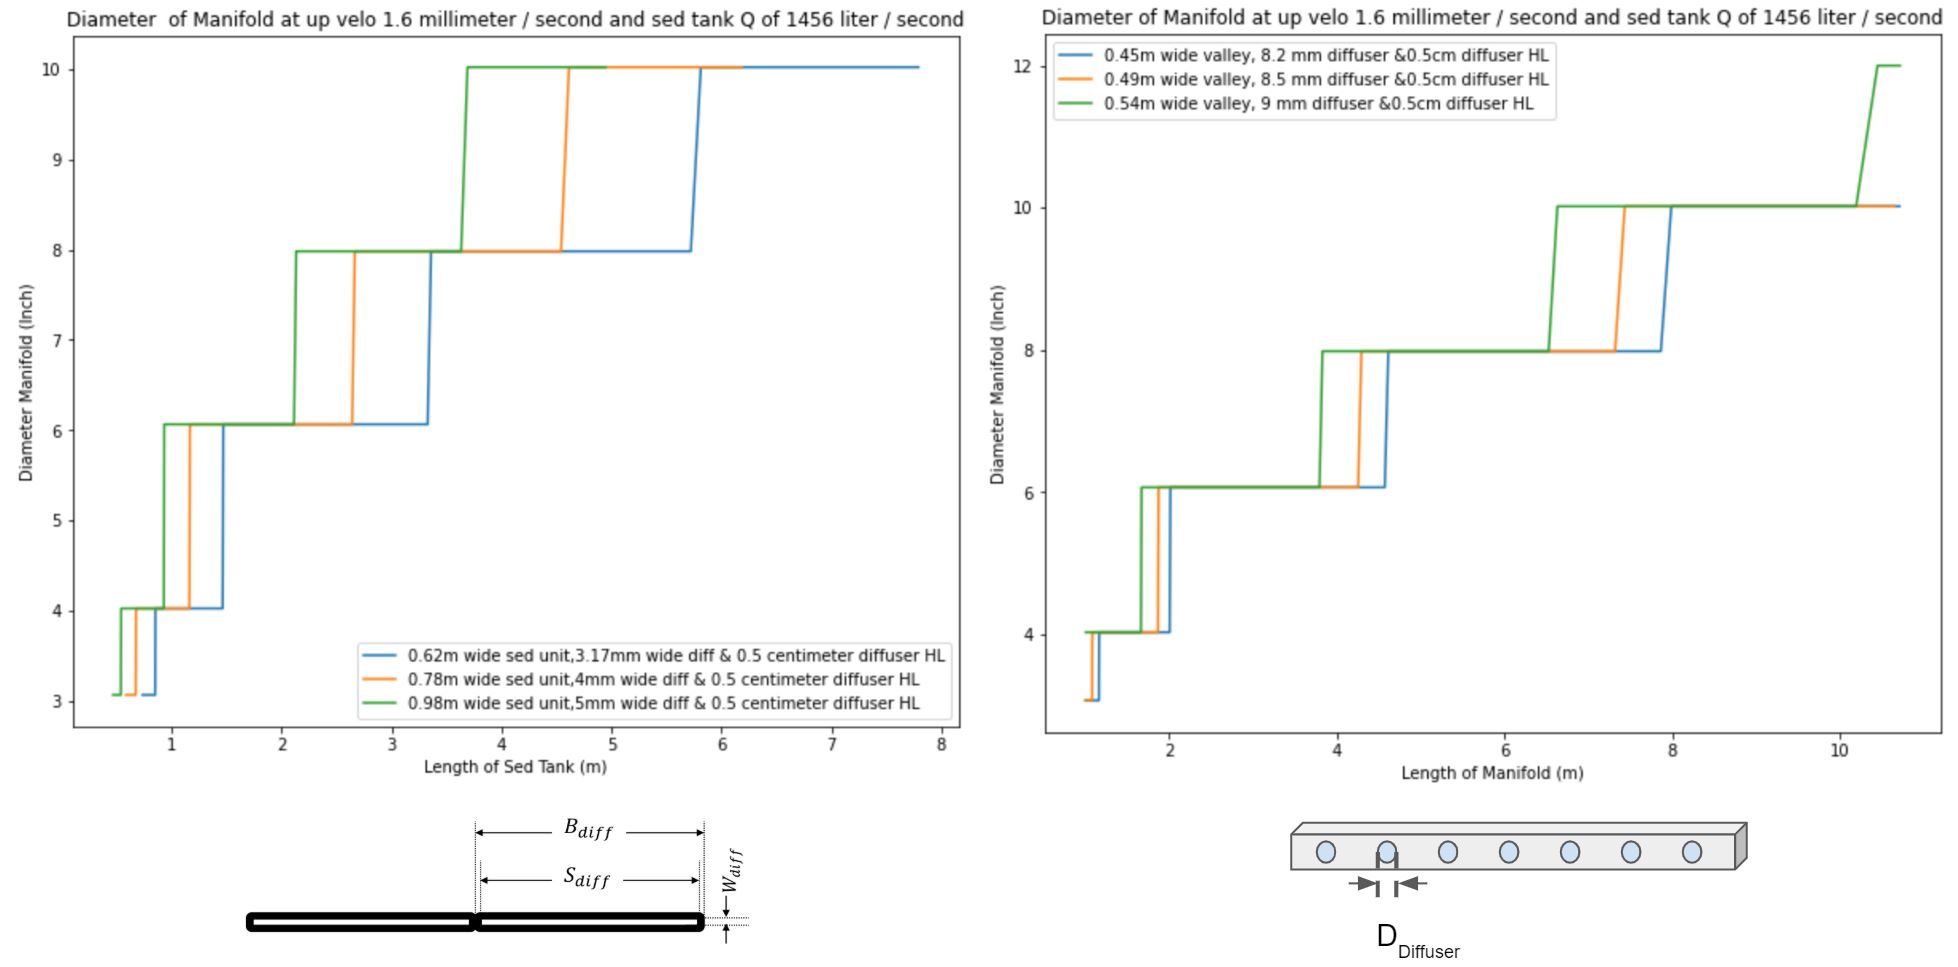 Diameter  of Manifold at up velo 1.6 millimeter / second and sed tank Q of 1456 liter / second
10
9
8
7
6
5
4
3
Diameter Manifold (Inch)
0.62m wide sed unit,3.17mm wide diff & 0.5 centimeter diffuser HL
0.78m wide sed unit,4mm wide diff & 0.5 centimeter diffuser HL
0.98m wide sed unit,5mm wide diff & 0.5 centimeter diffuser HL
1 2 3 4 5 6 7 8
Length of Sed Tank (m)
Diameter of Manifold at up velo 1.6 millimeter / second and sed tank Q of 1456 liter / second
0.45m wide valley, 8.2 mm diffuser &0.5cm diffuser HL
0.49m wide valley, 8.5 mm diffuser &0.5cm diffuser HL
0.54m wide valley, 9 mm diffuser &0.5cm diffuser HL
12
10
8
6
4
Diameter Manifold (Inch)
2 4 6 8 10
Length of Manifold (m)
B_diff
S_diff
W_diff
D_Diffuser